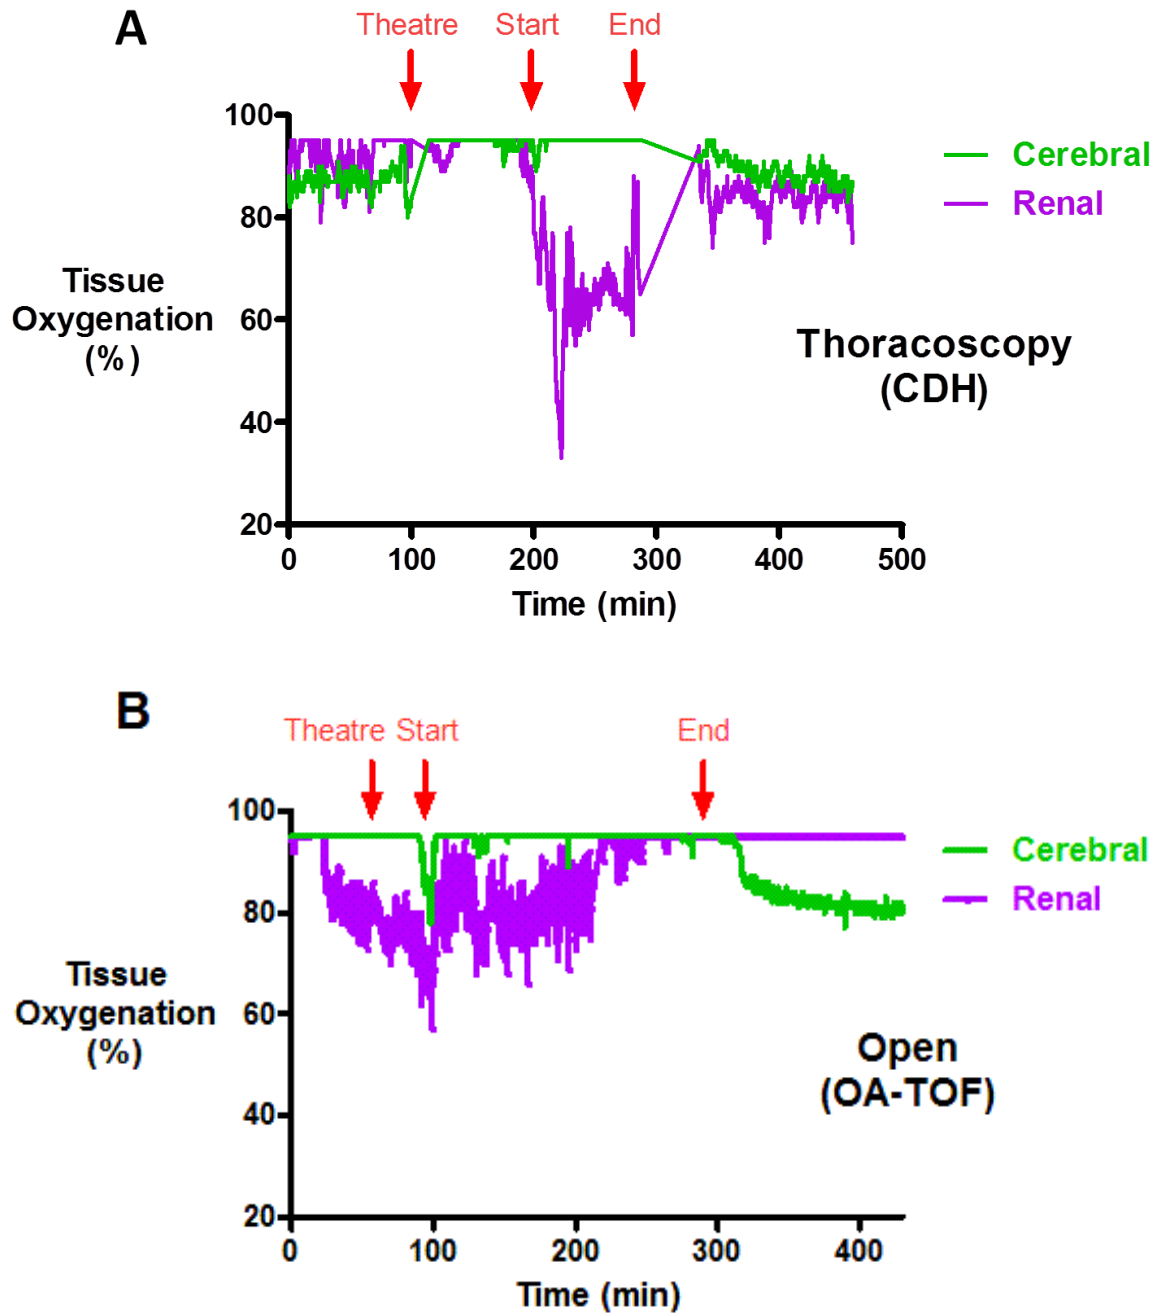 A
Theatre Start End
100
80
60
40
20
0 100 200 300 400 500
Tissue
Oxygenation
(%)
Time (min)
Cerebral
Renal
Thoracoscopy
(CDH)
B
Theatre Start End
100
80
60
40
20
0 100 200 300 400
Tissue
Oxygenation
(%)
Time (min)
Cerebral
Renal
Open
(OA-TOF)